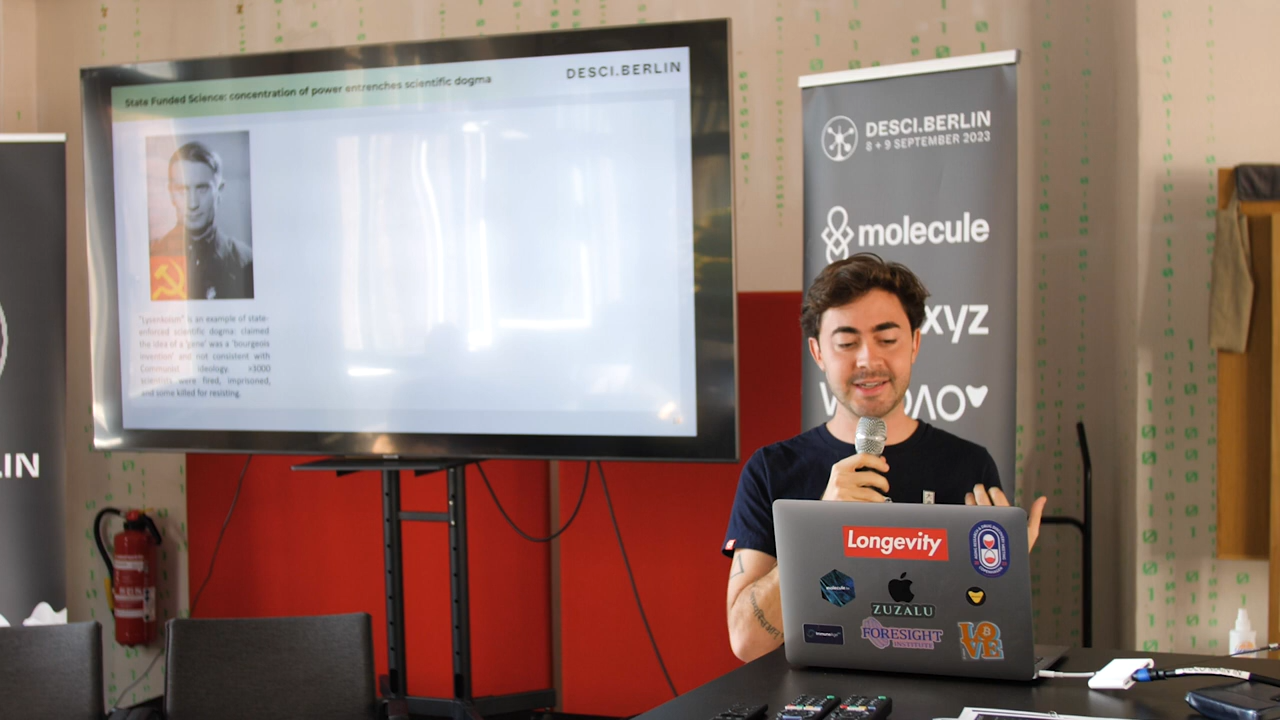 State Funded Science: concentration of power entrenches scientific dogma
DESCI.BERLIN
"Lysenkoism" is an example of state-
enforced scientific dogma: claimed
the idea of a 'gene' was a 'bourgeois
invention' and not consistent with
Communist ideology. +3000
scientists were fired, imprisoned,
and some killed for resisting.
DESCI.BERLIN
8 + 9 SEPTEMBER 2023
molecule
xyz
LIN
Longevity
molecule
ZUZALU
FORESIGHT
INSTITUTE
LOVE